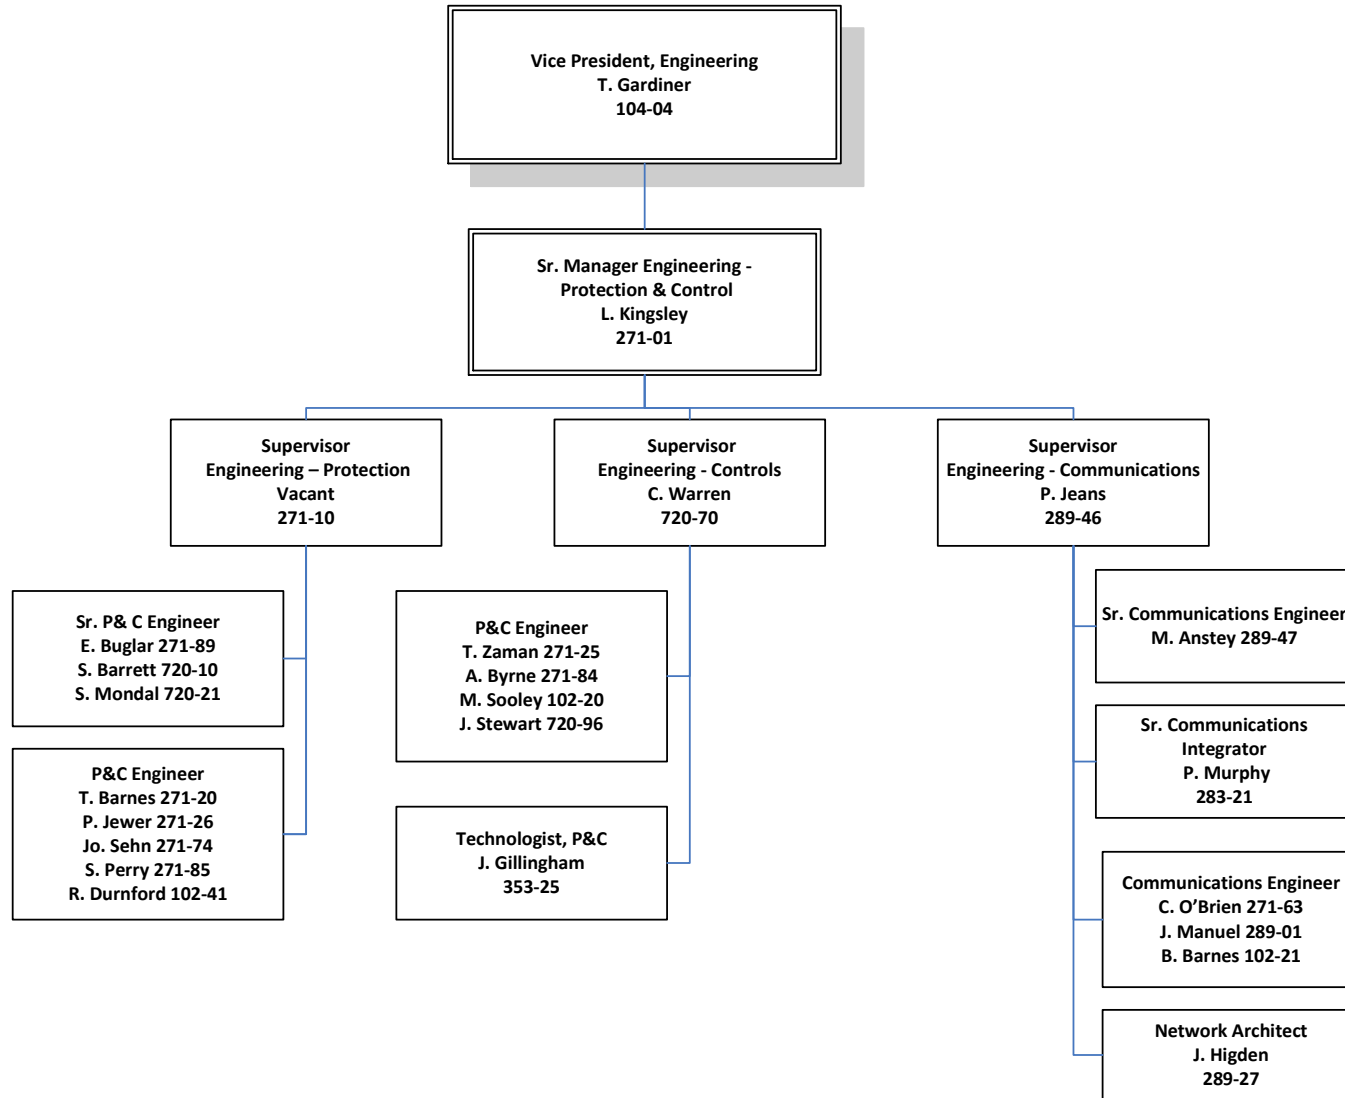 Vice President, Engineering
T. Gardiner
104-04
Sr. Manager Engineering -
Protection & Control
L. Kingsley
271-01
Supervisor
Engineering – Protection
Vacant
271-10
Supervisor
Engineering - Controls
C. Warren
720-70
Supervisor
Engineering - Communications
P. Jeans
289-46
Sr. P& C Engineer
E. Buglar 271-89
S. Barrett 720-10
S. Mondal 720-21
P&C Engineer
T. Barnes 271-20
P. Jewer 271-26
Jo. Sehn 271-74
S. Perry 271-85
R. Durnford 102-41
P&C Engineer
T. Zaman 271-25
A. Byrne 271-84
M. Sooley 102-20
J. Stewart 720-96
Technologist, P&C
J. Gillingham
353-25
Sr. Communications Engineer
M. Anstey 289-47
Sr. Communications
Integrator
P. Murphy
283-21
Communications Engineer
C. O’Brien 271-63
J. Manuel 289-01
B. Barnes 102-21
Network Architect
J. Higden
289-27